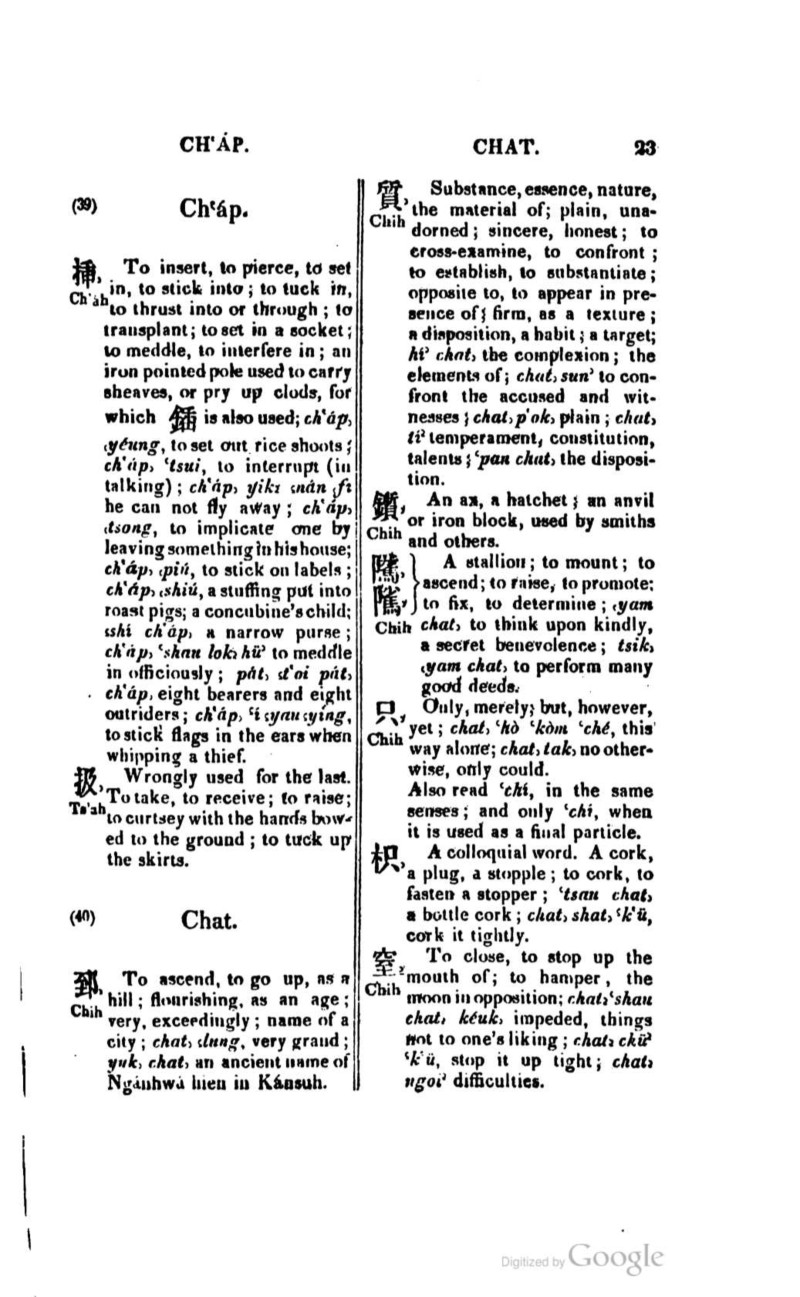 CH'ÁP.
CHAT.
23
(39)
Ch'áp.
挿, To insert, to pierce, to set
Ch'áh in, to stick into; to tuck in,
to thrust into or through; to
transplant; to set in a socket;
to meddle, to interfere in; an
iron pointed pole used to carry
sheaves, or pry up clods, for
which 鍤 is also used; ch'áp,
yéung, to set out rice shoots;
ch'áp, 'tsui, to interrupt (in
talking); ch'áp, yik, nán fí
he can not fly away; ch'áp,
tsong, to implicate one by
leaving something in his house;
ch'áp, piú, to stick on labels;
ch'áp, shiú, a stuffing put into
roast pigs; a concubine's child;
shí ch'áp, a narrow purse;
ch'áp, 'shau lok, hü' to meddle
in officiously; pát, t'oi pát,
ch'áp, eight bearers and eight
outriders; ch'áp, 'í yau ying,
to stick flags in the ears when
whipping a thief.
扱, Wrongly used for the last.
Ts'ah To take, to receive; to raise;
to curtsey with the hands bow-
ed to the ground; to tuck up
the skirts.
(40)
Chat.
郅, To ascend, to go up, as a
Chih hill; flourishing, as an age;
very, exceedingly; name of a
city; chat, lung, very grand;
yuk, chat, an ancient name of
Ngánhwá hien in Kánsuh.
質, Substance, essence, nature,
Chih the material of; plain, una-
dorned; sincere, honest; to
cross-examine, to confront;
to establish, to substantiate;
opposite to, to appear in pre-
sence of; firm, as a texture;
a disposition, a habit; a target;
hí' chat, the complexion; the
elements of; chat, sun' to con-
front the accused and wit-
nesses; chat, p'ok, plain; chat,
tí' temperament, constitution,
talents; 'pan chat, the disposi-
tion.
鑕, An ax, a hatchet; an anvil
Chih or iron block, used by smiths
and others.
騭, A stallion; to mount; to
ascend; to raise, to promote;
to fix, to determine; yam
Chih chat, to think upon kindly,
a secret benevolence; tsik,
yam chat, to perform many
good deeds.
只, Only, merely; but, however,
Chih yet; chat, 'hò 'kòm 'ché, this
way alone; chat, tak, no other-
wise, only could.
Also read 'chí, in the same
senses; and only 'chí, when
it is used as a final particle.
枳, A colloquial word. A cork,
a plug, a stopple; to cork, to
fasten a stopper; 'tsau chat,
a bottle cork; chat, shat, 'k'ü,
cork it tightly.
窒, To close, to stop up the
Chih mouth of; to hamper, the
moon in opposition; chat, 'shau
chat, kéuk, impeded, things
not to one's liking; chat, chü'
'k'ü, stop it up tight; chat,
ngoi' difficulties.
Digitized by Google